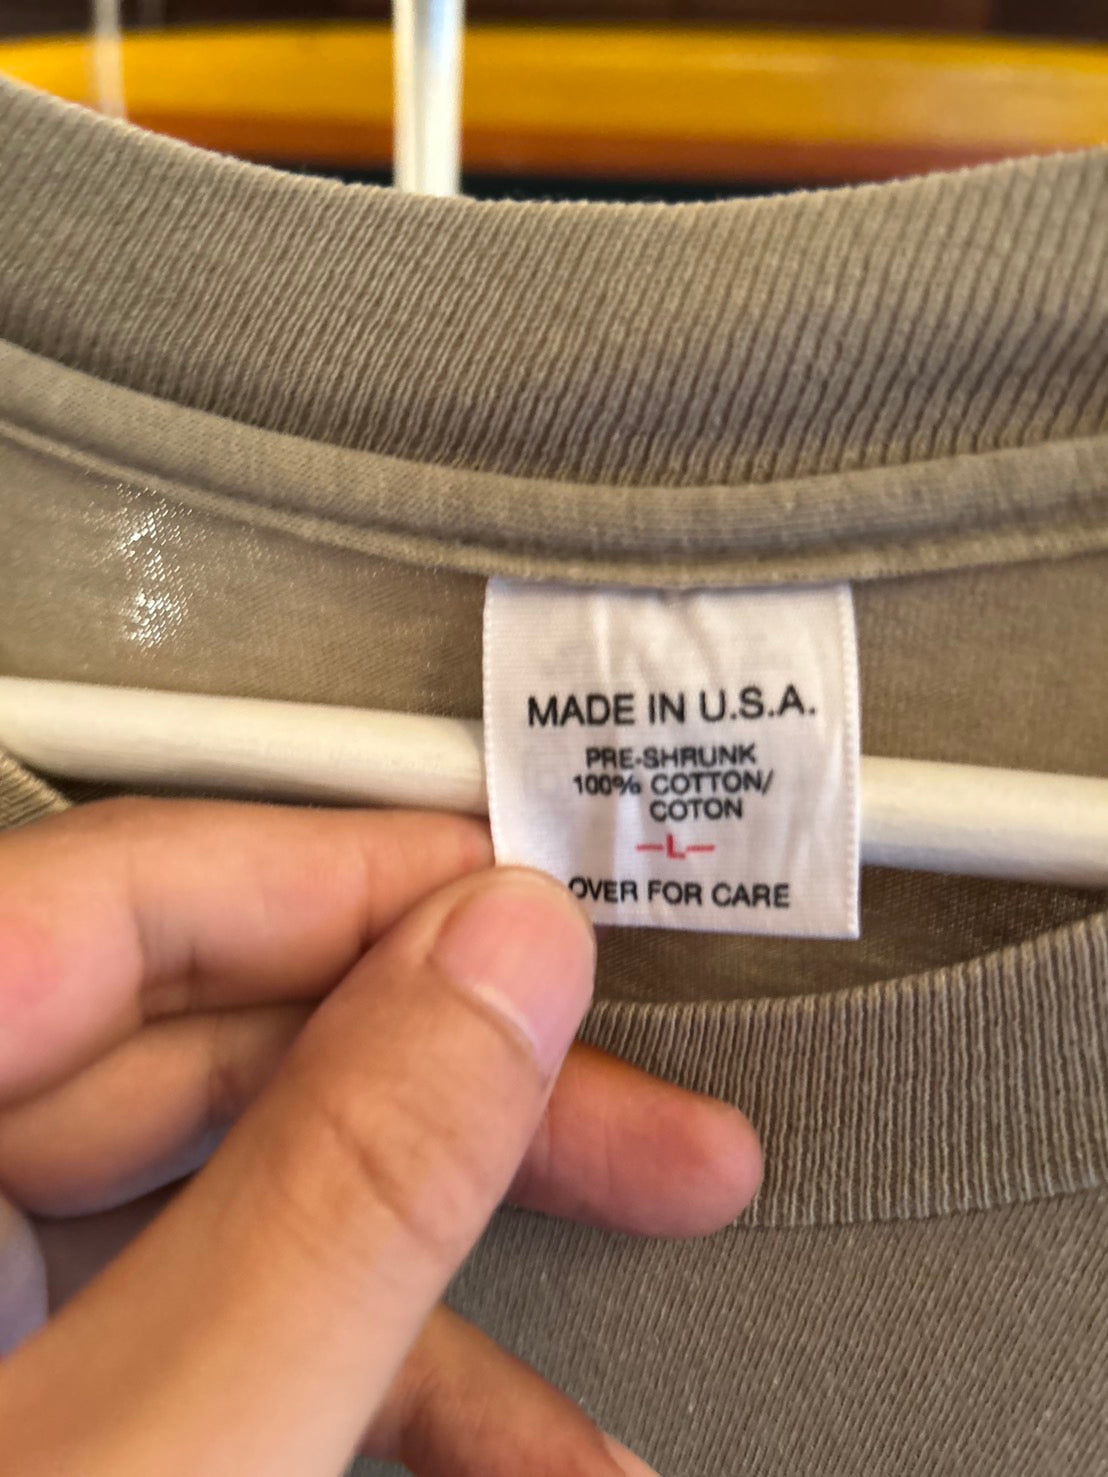 MADE IN U.S.A.
PRE-SHRUNK
100% COTTON/
COTON
—L—
OVER FOR CARE